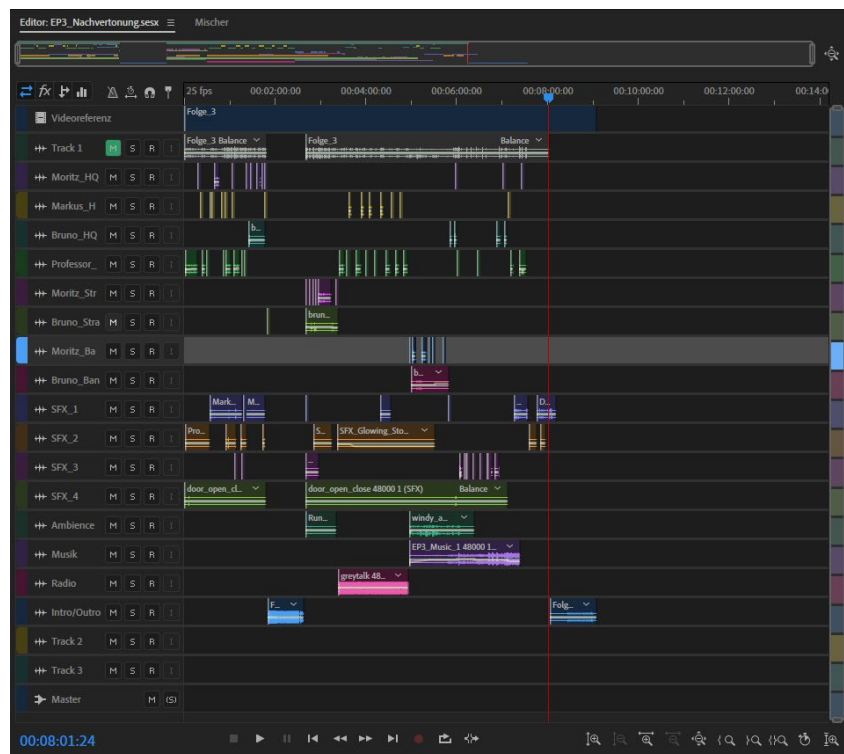 Editor: EP3_Nachvertonung.sesx Mischer
fx
25 fps 00:02:00:00 00:04:00:00 00:06:00:00 00:08:00:00 00:10:00:00 00:12:00:00 00:14:0
Videoreferenz Folge_3
Track 1 M S R I Folge_3 Balance Folge_3 Balance
Moritz_HQ M S R I
Markus_H M S R I
Bruno_HQ M S R I b...
Professor_ M S R I
Moritz_Str M S R I
Bruno_Stra M S R I brun...
Moritz_Ba M S R I
Bruno_Ban M S R I b...
SFX_1 M S R I Mark... M... ... D...
SFX_2 M S R I Pro... S... SFX_Glowing_Sto...
SFX_3 M S R I ...
SFX_4 M S R I door_open_cl... door_open_close 48000 1 (SFX) Balance
Ambience M S R I Run... windy_a...
Musik M S R I EP3_Music_1 48000 1...
Radio M S R I greytalk 48...
Intro/Outro M S R I F... Folg...
Track 2 M S R I
Track 3 M S R I
Master M (S)
00:08:01:24